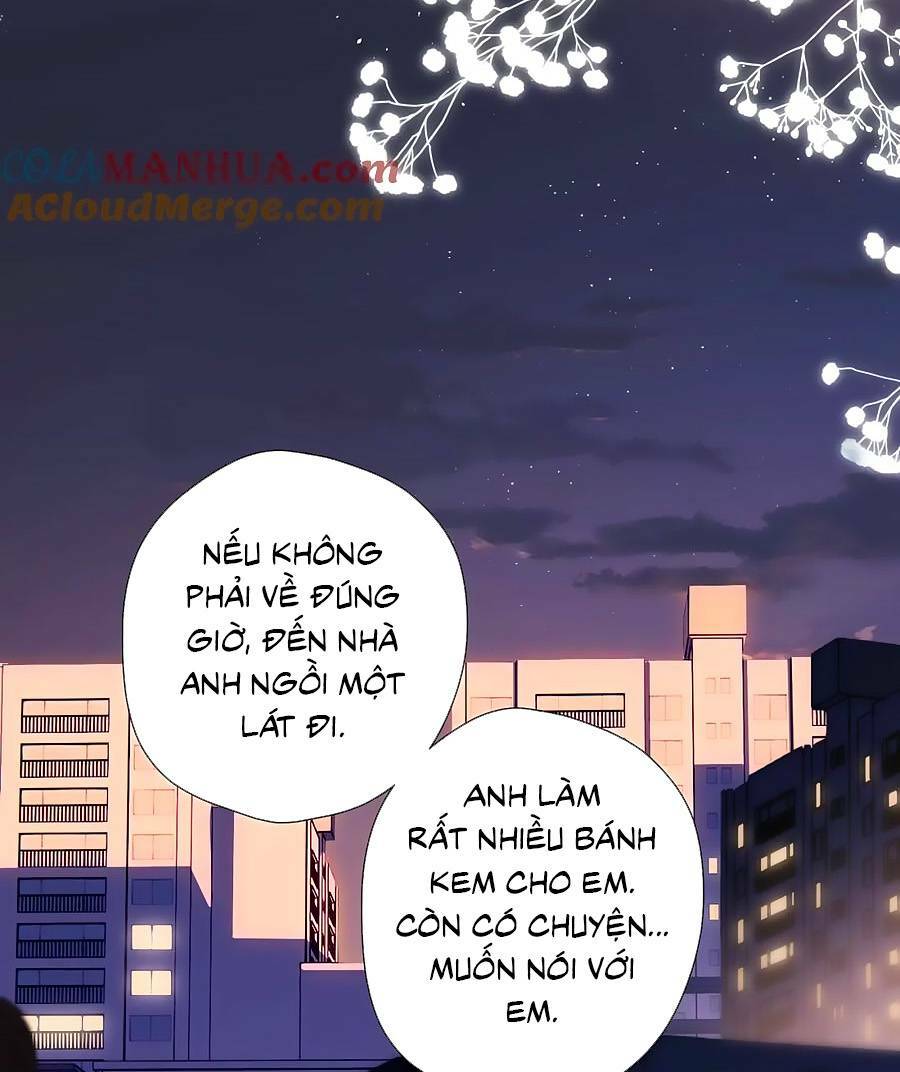 COLAMANHUA.com
ACloudMerge.com
NẾU KHÔNG
PHẢI VỀ ĐÚNG
GIỜ, ĐẾN NHÀ
ANH NGỒI MỘT
LÁT ĐI.
ANH LÀM
RẤT NHIỀU BÁNH
KEM CHO EM.
CÒN CÓ CHUYỆN...
MUỐN NÓI VỚI
EM.